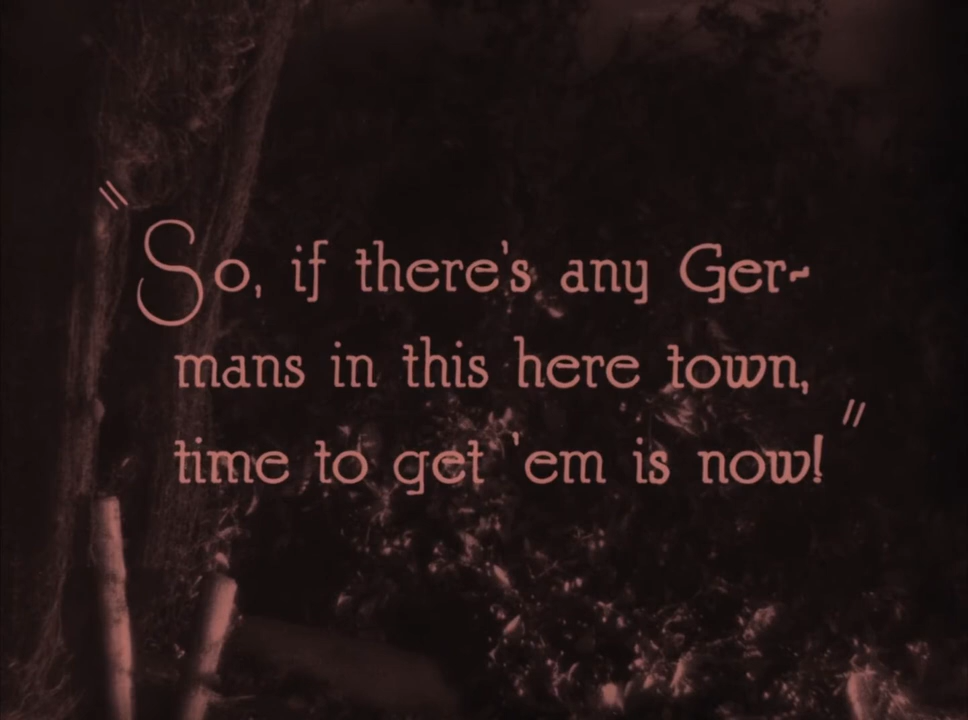 "So, if there's any Ger-
mans in this here town,
time to get 'em is now!"